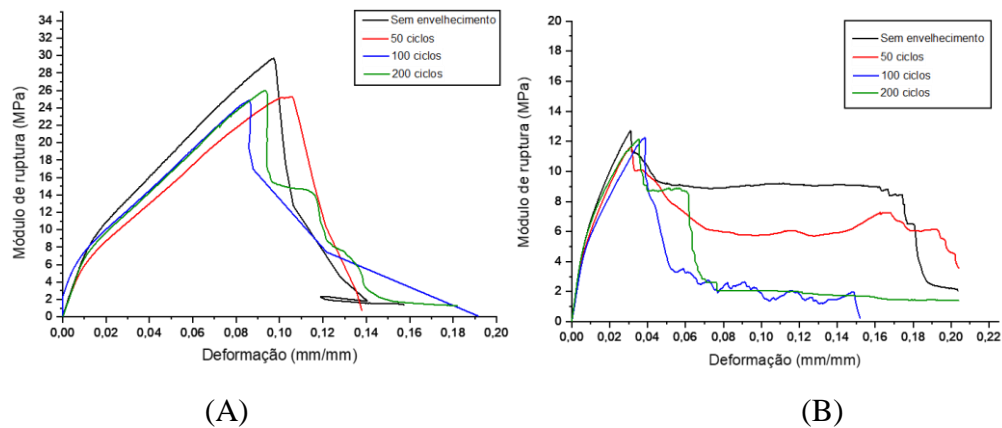 34
32
30
28
26
24
22
20
18
16
14
12
10
8
6
4
2
0
Módulo de ruptura (MPa)
0,00 0,02 0,04 0,06 0,08 0,10 0,12 0,14 0,16 0,18 0,20
Deformação (mm/mm)
Sem envelhecimento
50 ciclos
100 ciclos
200 ciclos
(A)
20
18
16
14
12
10
8
6
4
2
0
Módulo de ruptura (MPa)
0,00 0,02 0,04 0,06 0,08 0,10 0,12 0,14 0,16 0,18 0,20 0,22
Deformação (mm/mm)
Sem envelhecimento
50 ciclos
100 ciclos
200 ciclos
(B)